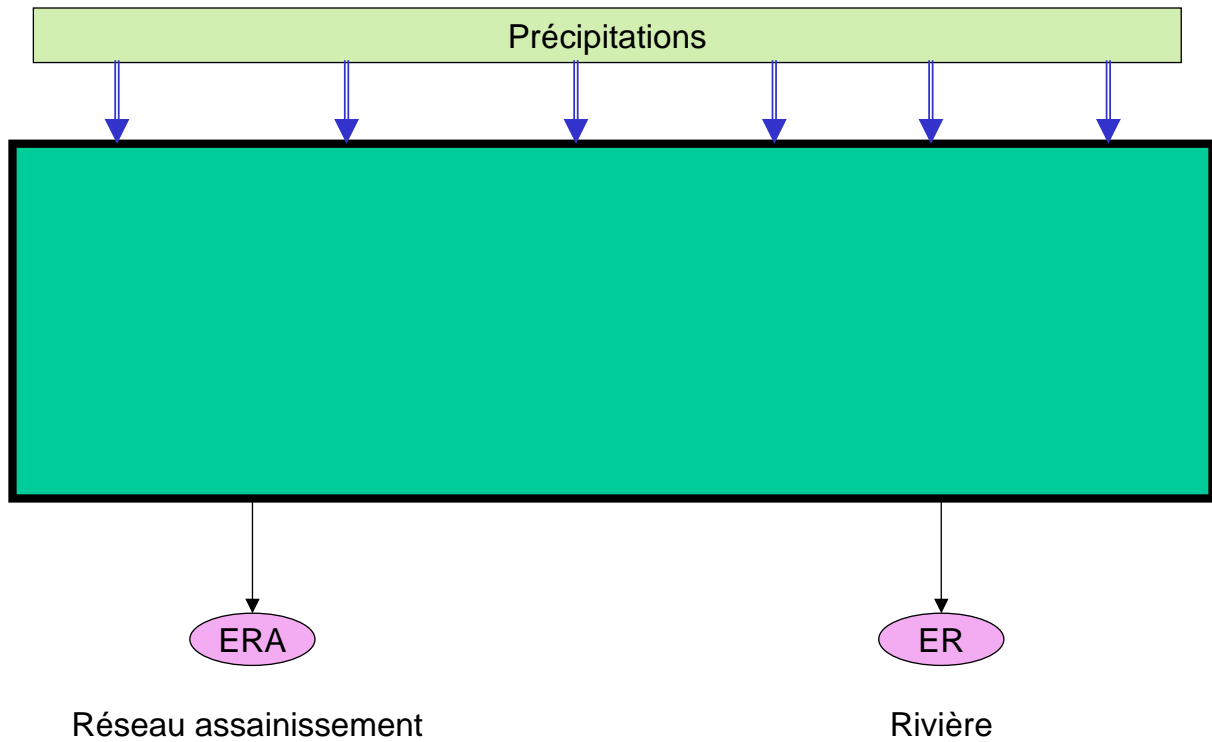 Précipitations
ERA
ER
Réseau assainissement
Rivière